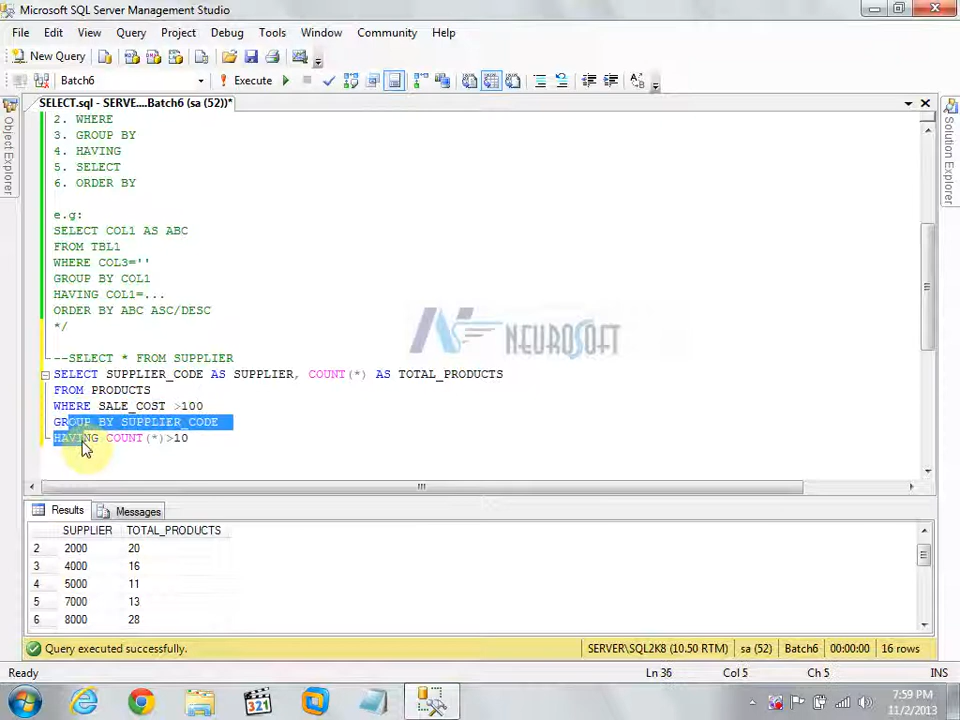 Microsoft SQL Server Management Studio
File Edit View Query Project Debug Tools Window Community Help
New Query
Batch6 Execute
SELECT.sql - SERVE....Batch6 (sa (52))*
Object Explorer
Solution Explorer
2. WHERE
3. GROUP BY
4. HAVING
5. SELECT
6. ORDER BY
e.g:
SELECT COL1 AS ABC
FROM TBL1
WHERE COL3=''
GROUP BY COL1
HAVING COL1=...
ORDER BY ABC ASC/DESC
*/
NEUROSOFT
--SELECT * FROM SUPPLIER
SELECT SUPPLIER_CODE AS SUPPLIER, COUNT(*) AS TOTAL_PRODUCTS
FROM PRODUCTS
WHERE SALE_COST >100
GROUP BY SUPPLIER_CODE
HAVING COUNT(*)>10
Results Messages
SUPPLIER TOTAL_PRODUCTS
2 2000 20
3 4000 16
4 5000 11
5 7000 13
6 8000 28
Query executed successfully. SERVER\SQL2K8 (10.50 RTM) sa (52) Batch6 00:00:00 16 rows
Ready Ln 36 Col 5 Ch 5 INS
321
7:59 PM
11/2/2013